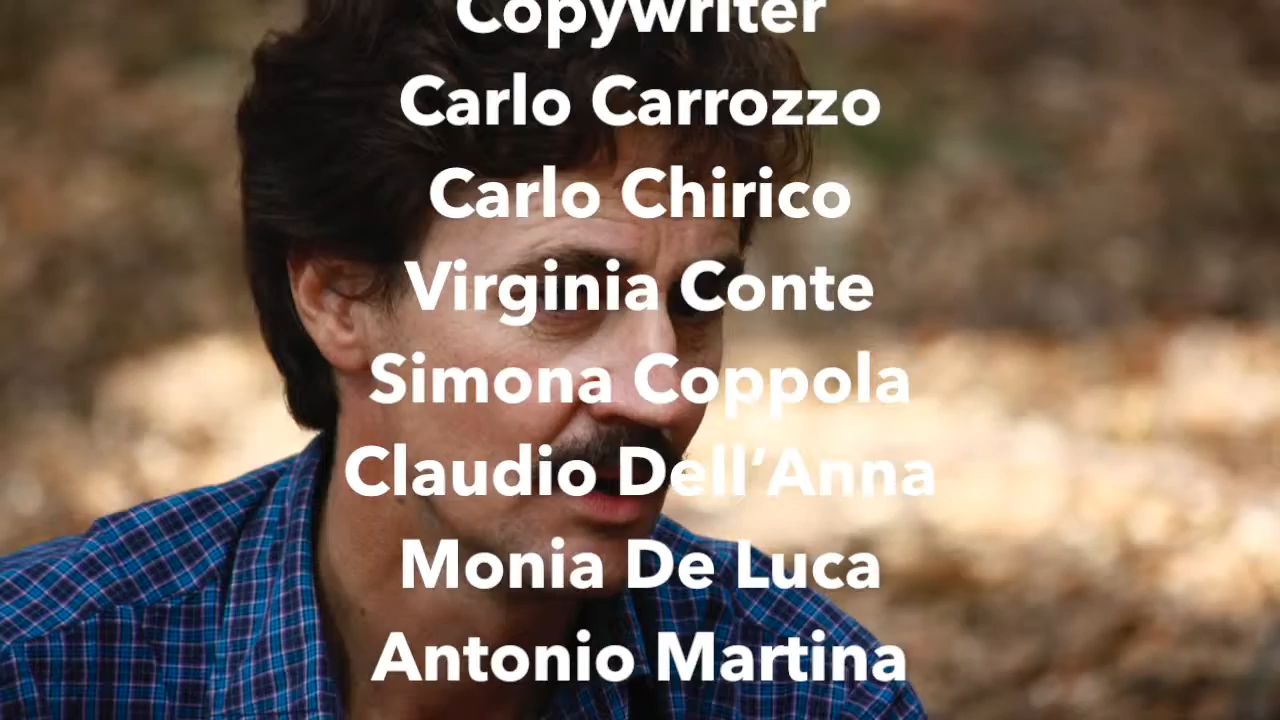 Copywriter
Carlo Carrozzo
Carlo Chirico
Virginia Conte
Simona Coppola
Claudio Dell’Anna
Monia De Luca
Antonio Martina